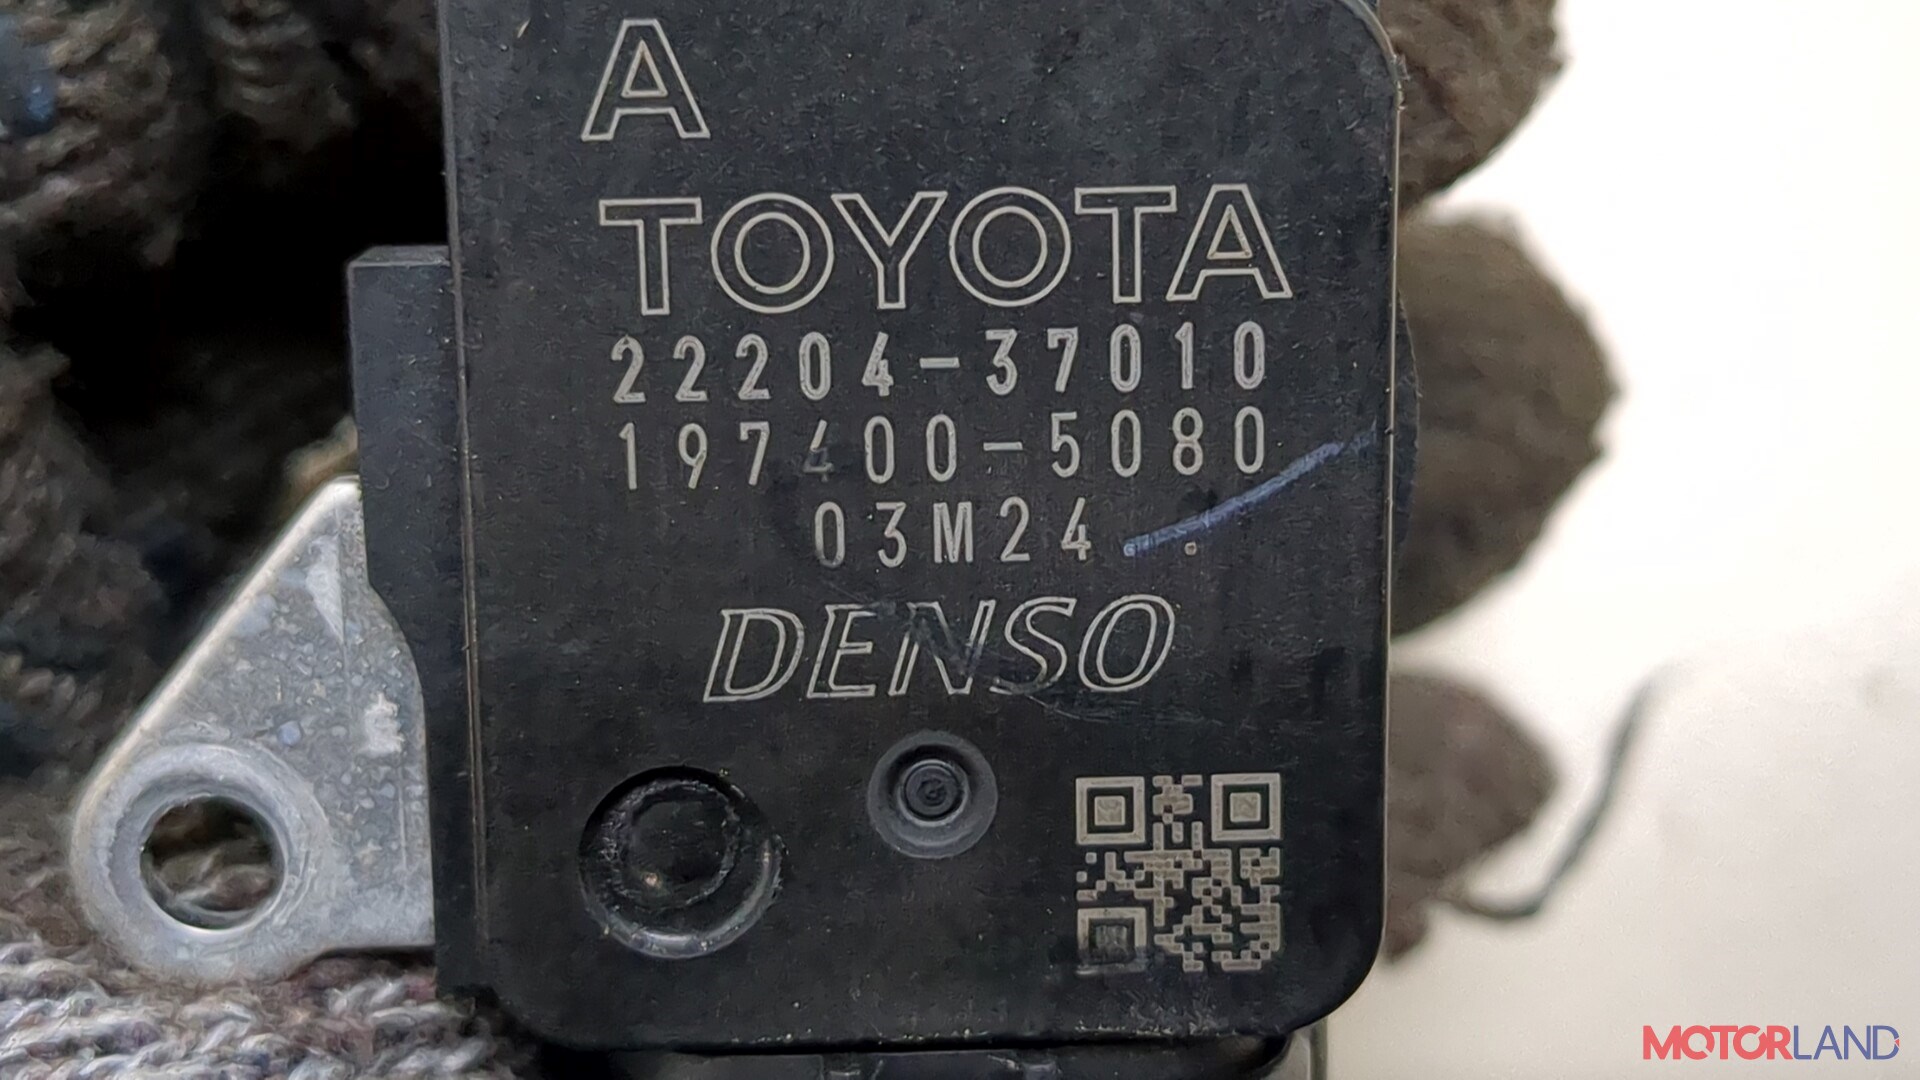 A
TOYOTA
22204-37010
197400-5080
03M24
DENSO
MOTORLAND